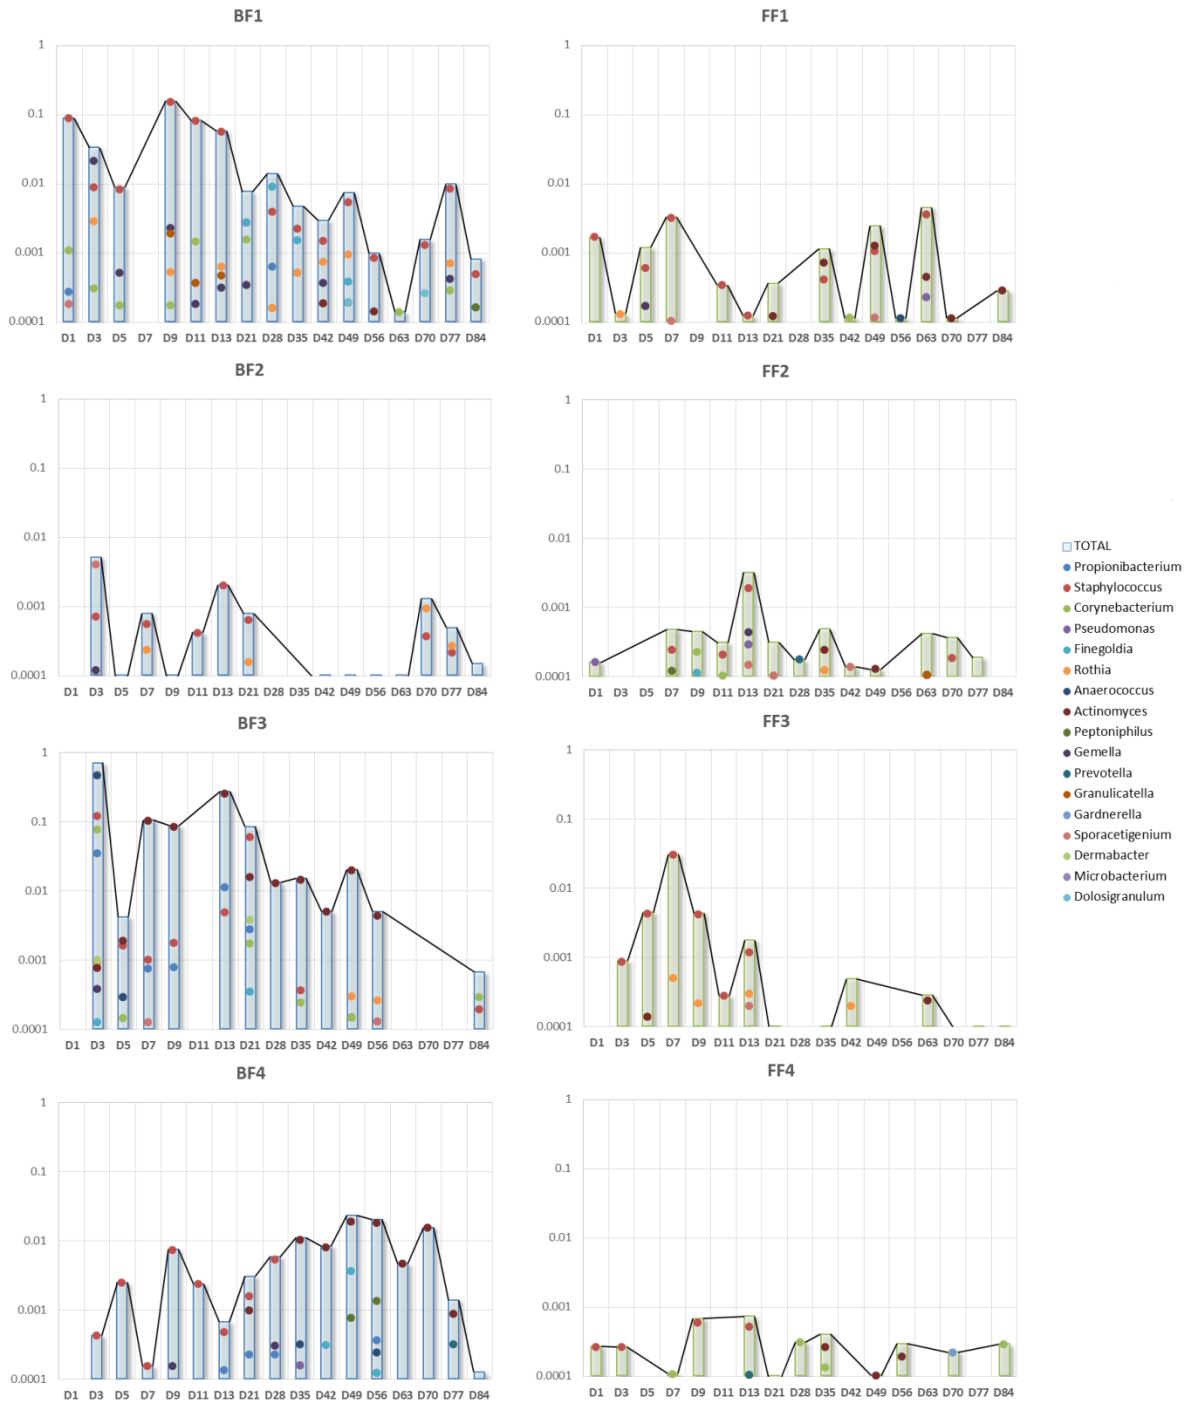 BF1
1
0.1
0.01
0.001
0.0001
D1 D3 D5 D7 D9 D11 D13 D21 D28 D35 D42 D49 D56 D63 D70 D77 D84
FF1
1
0.1
0.01
0.001
0.0001
D1 D3 D5 D7 D9 D11 D13 D21 D28 D35 D42 D49 D56 D63 D70 D77 D84
BF2
1
0.1
0.01
0.001
0.0001
D1 D3 D5 D7 D9 D11 D13 D21 D28 D35 D42 D49 D56 D63 D70 D77 D84
FF2
1
0.1
0.01
0.001
0.0001
D1 D3 D5 D7 D9 D11 D13 D21 D28 D35 D42 D49 D56 D63 D70 D77 D84
BF3
1
0.1
0.01
0.001
0.0001
D1 D3 D5 D7 D9 D11 D13 D21 D28 D35 D42 D49 D56 D63 D70 D77 D84
FF3
1
0.1
0.01
0.001
0.0001
D1 D3 D5 D7 D9 D11 D13 D21 D28 D35 D42 D49 D56 D63 D70 D77 D84
BF4
1
0.1
0.01
0.001
0.0001
D1 D3 D5 D7 D9 D11 D13 D21 D28 D35 D42 D49 D56 D63 D70 D77 D84
FF4
1
0.1
0.01
0.001
0.0001
D1 D3 D5 D7 D9 D11 D13 D21 D28 D35 D42 D49 D56 D63 D70 D77 D84
TOTAL
Propionibacterium
Staphylococcus
Corynebacterium
Pseudomonas
Finegoldia
Rothia
Anaerococcus
Actinomyces
Peptoniphilus
Gemella
Prevotella
Granulicatella
Gardnerella
Sporacetigenium
Dermabacter
Microbacterium
Dolosigranulum